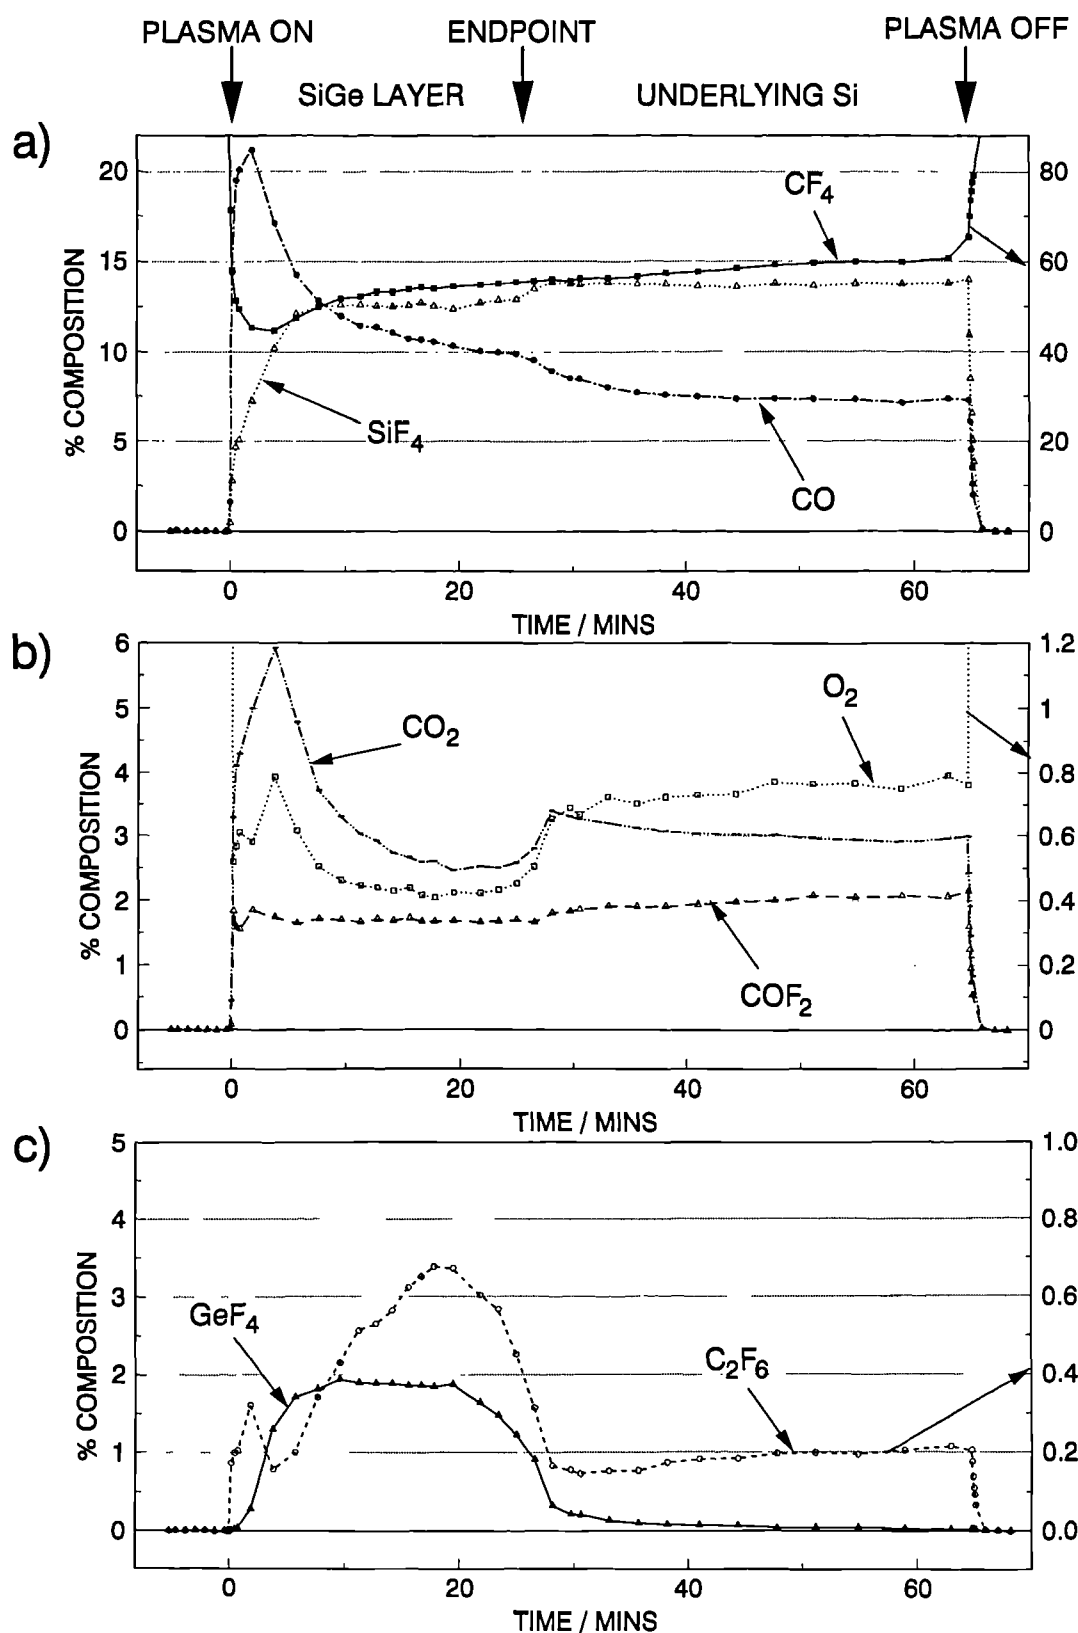 PLASMA ON ENDPOINT PLASMA OFF
SiGe LAYER UNDERLYING Si
a)
% COMPOSITION
20
15
10
5
0
80
60
40
20
0
CF4
SiF4
CO
0 20 40 60
TIME / MINS
b)
% COMPOSITION
6
5
4
3
2
1
0
1.2
1
0.8
0.6
0.4
0.2
0
CO2
O2
COF2
0 20 40 60
TIME / MINS
c)
% COMPOSITION
5
4
3
2
1
0
1.0
0.8
0.6
0.4
0.2
0.0
GeF4
C2F6
0 20 40 60
TIME / MINS